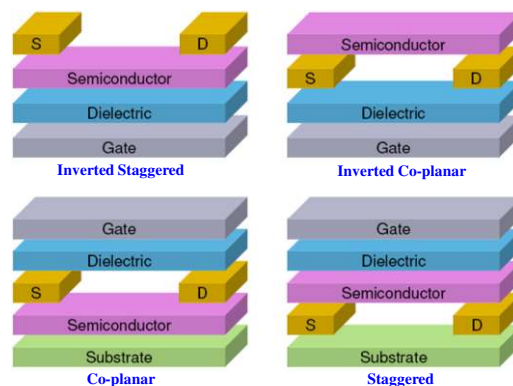 S D
Semiconductor
Dielectric
Gate
Inverted Staggered
Semiconductor
S D
Dielectric
Gate
Inverted Co-planar
Gate
Dielectric
S D
Semiconductor
Substrate
Co-planar
Gate
Dielectric
Semiconductor
S D
Substrate
Staggered